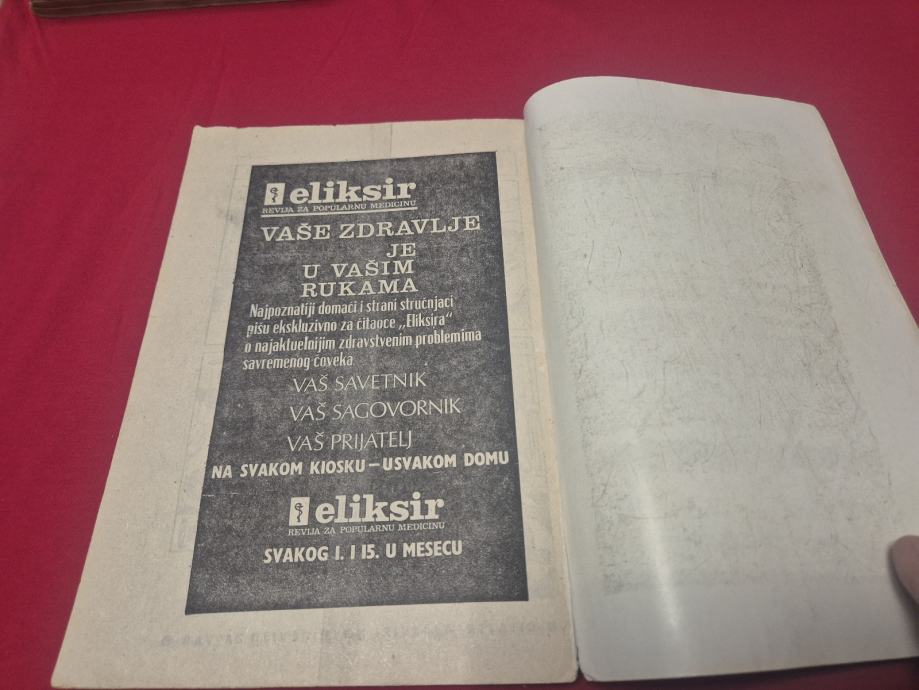 eliksir
REVIJA ZA POPULARNU MEDICINU
VAŠE ZDRAVLJE
JE
U VAŠIM
RUKAMA
Najpoznatiji domaći i strani stručnjaci
pišu ekskluzivno za čitaoce „Eliksira“
o najaktuelnijim zdravstvenim problemima
savremenog čoveka
VAŠ SAVETNIK
VAŠ SAGOVORNIK
VAŠ PRIJATELJ
NA SVAKOM KIOSKU – USVAKOM DOMU
eliksir
REVIJA ZA POPULARNU MEDICINU
SVAKOG 1. I 15. U MESECU